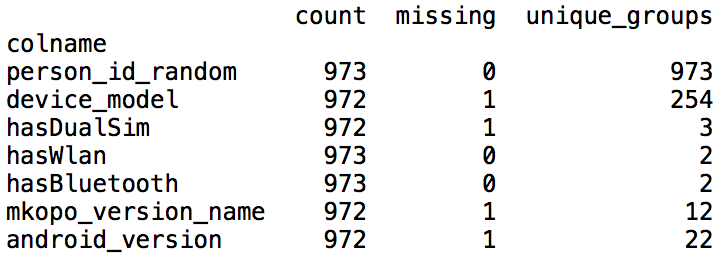 count missing unique_groups
colname
person_id_random 973 0 973
device_model 972 1 254
hasDualSim 972 1 3
hasWlan 973 0 2
hasBluetooth 973 0 2
mkopo_version_name 972 1 12
android_version 972 1 22